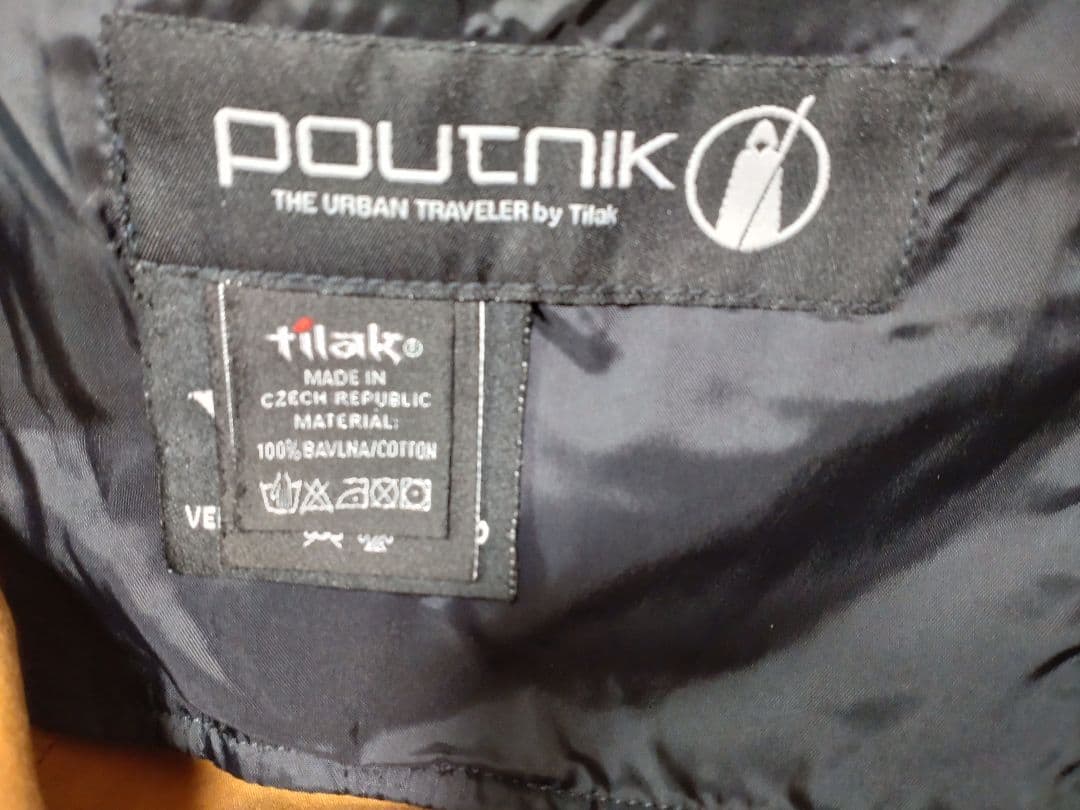 POUTNIK
THE URBAN TRAVELER by Tilak
tilak®
MADE IN
CZECH REPUBLIC
MATERIAL:
100% BAVLNA/COTTON